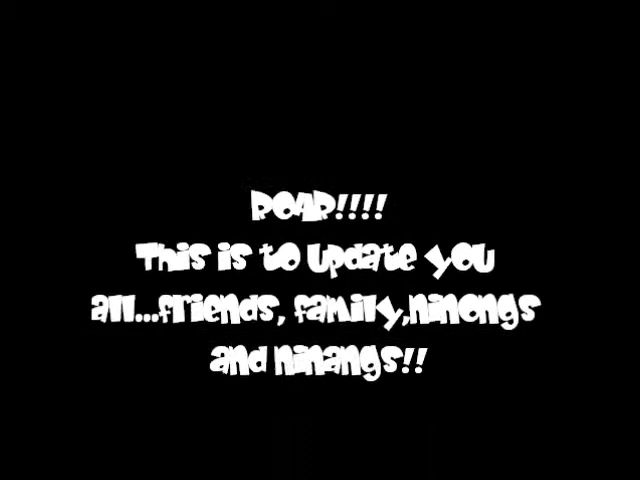 ROAR!!!!
This is to update you
all...friends, family,ninongs
and ninangs!!